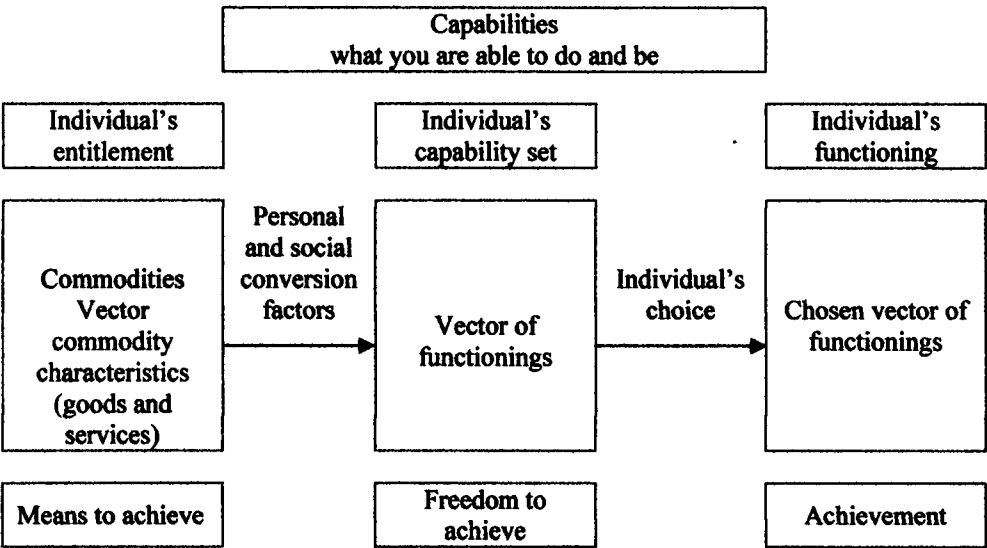 Capabilities
what you are able to do and be
Individual's
entitlement
Individual's
capability set
Individual's
functioning
Commodities
Vector
commodity
characteristics
(goods and
services)
Personal
and social
conversion
factors
Vector of
functionings
Individual's
choice
Chosen vector of
functionings
Means to achieve
Freedom to
achieve
Achievement